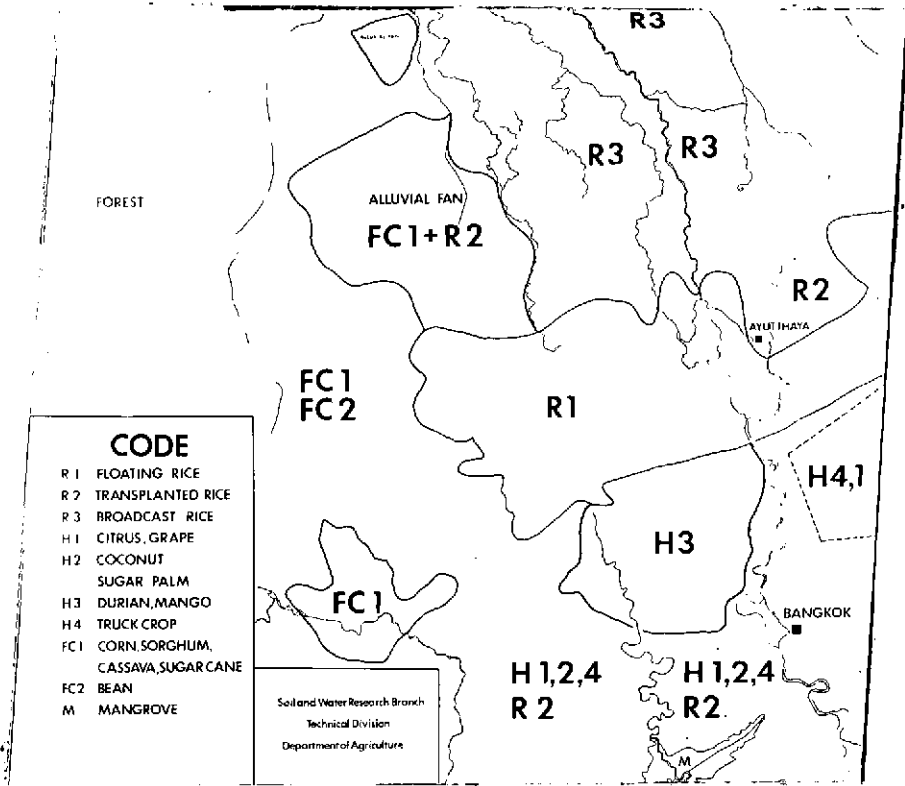 R3
R3
R3
FOREST
ALLUVIAL FAN
FC1+R2
R2
AYUTTHAYA
FC1
FC2
R1
CODE
R1 FLOATING RICE
R2 TRANSPLANTED RICE
R3 BROADCAST RICE
H1 CITRUS, GRAPE
H2 COCONUT
SUGAR PALM
H3 DURIAN, MANGO
H4 TRUCK CROP
FC1 CORN, SORGHUM,
CASSAVA, SUGAR CANE
FC2 BEAN
M MANGROVE
H4,1
H3
FC1
BANGKOK
H1,2,4
R2
H1,2,4
R2
M
Soil and Water Research Branch
Technical Division
Department of Agriculture